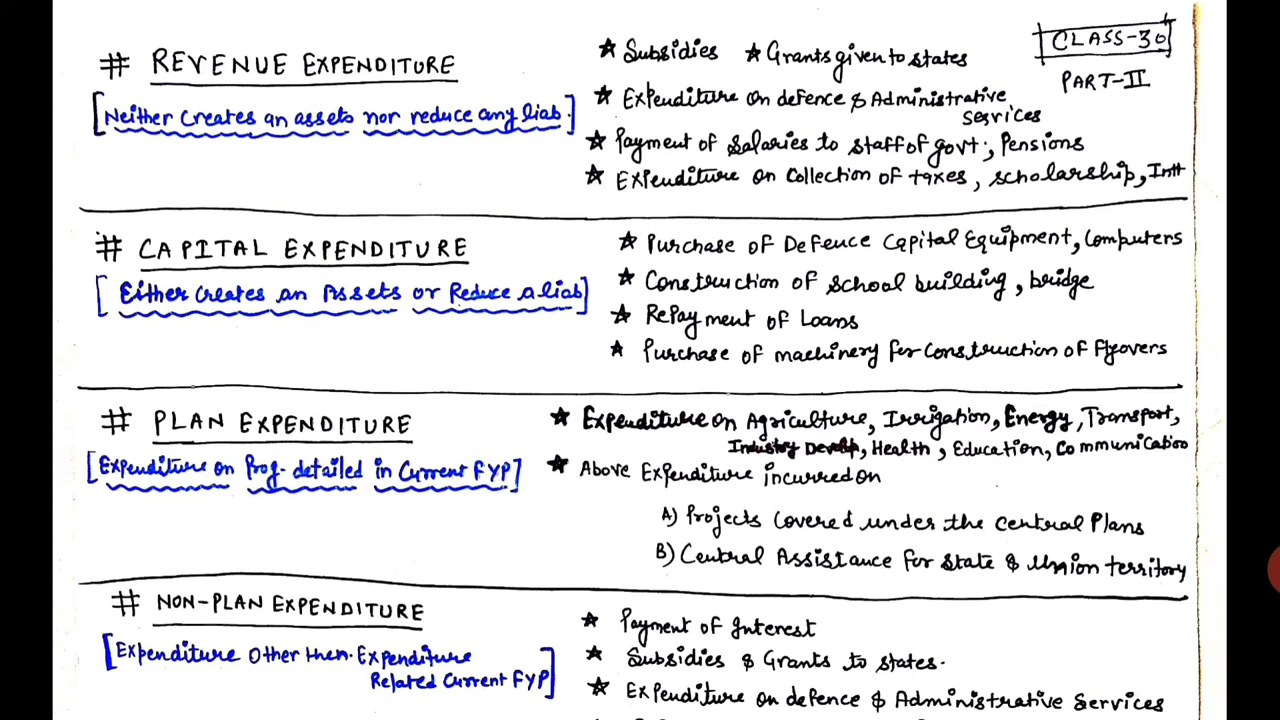 # REVENUE EXPENDITURE
[Neither creates an assets nor reduce any liab.]
★ Subsidies ★ Grants given to states
★ Expenditure on defence & Administrative
services
★ Payment of salaries to staff of govt., Pensions
★ Expenditure on collection of taxes, scholarship, Intt
CLASS-30
PART-II
# CAPITAL EXPENDITURE
[Either creates an Assets or Reduce a liab]
★ Purchase of Defence Capital Equipment, Computers
★ Construction of school building, bridge
★ Repayment of Loans
★ Purchase of machinery for construction of flyovers
# PLAN EXPENDITURE
[Expenditure on Prog. detailed in current FYP]
★ Expenditure on Agriculture, Irrigation, Energy, Transport,
Industry Develp, Health, Education, Communication
★ Above Expenditure incurred on
A) Projects covered under the central Plans
B) Central Assistance for state & Union territory
# NON-PLAN EXPENDITURE
[Expenditure other then. Expenditure
Related Current FYP]
★ Payment of Interest
★ Subsidies & Grants to states.
★ Expenditure on defence & Administrative Services